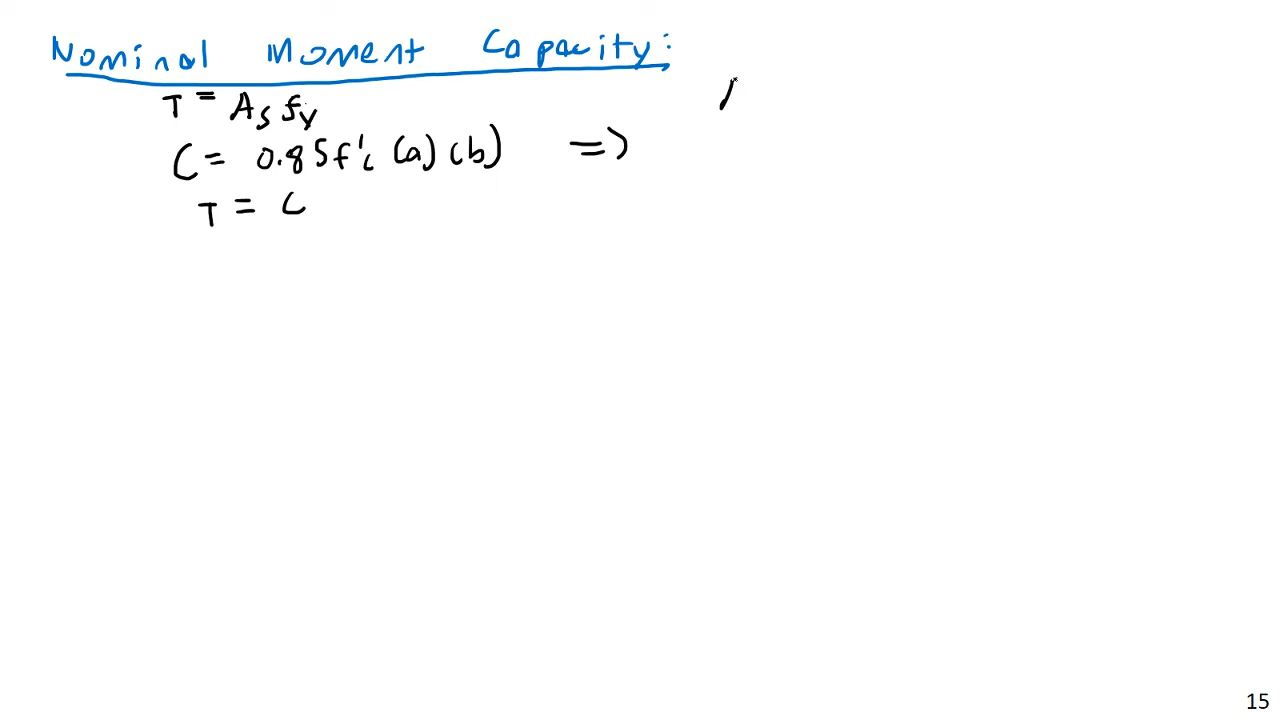 Nominal Moment Capacity:
T = As fy
C = 0.85f'c (a) (b) =>
T = C
15